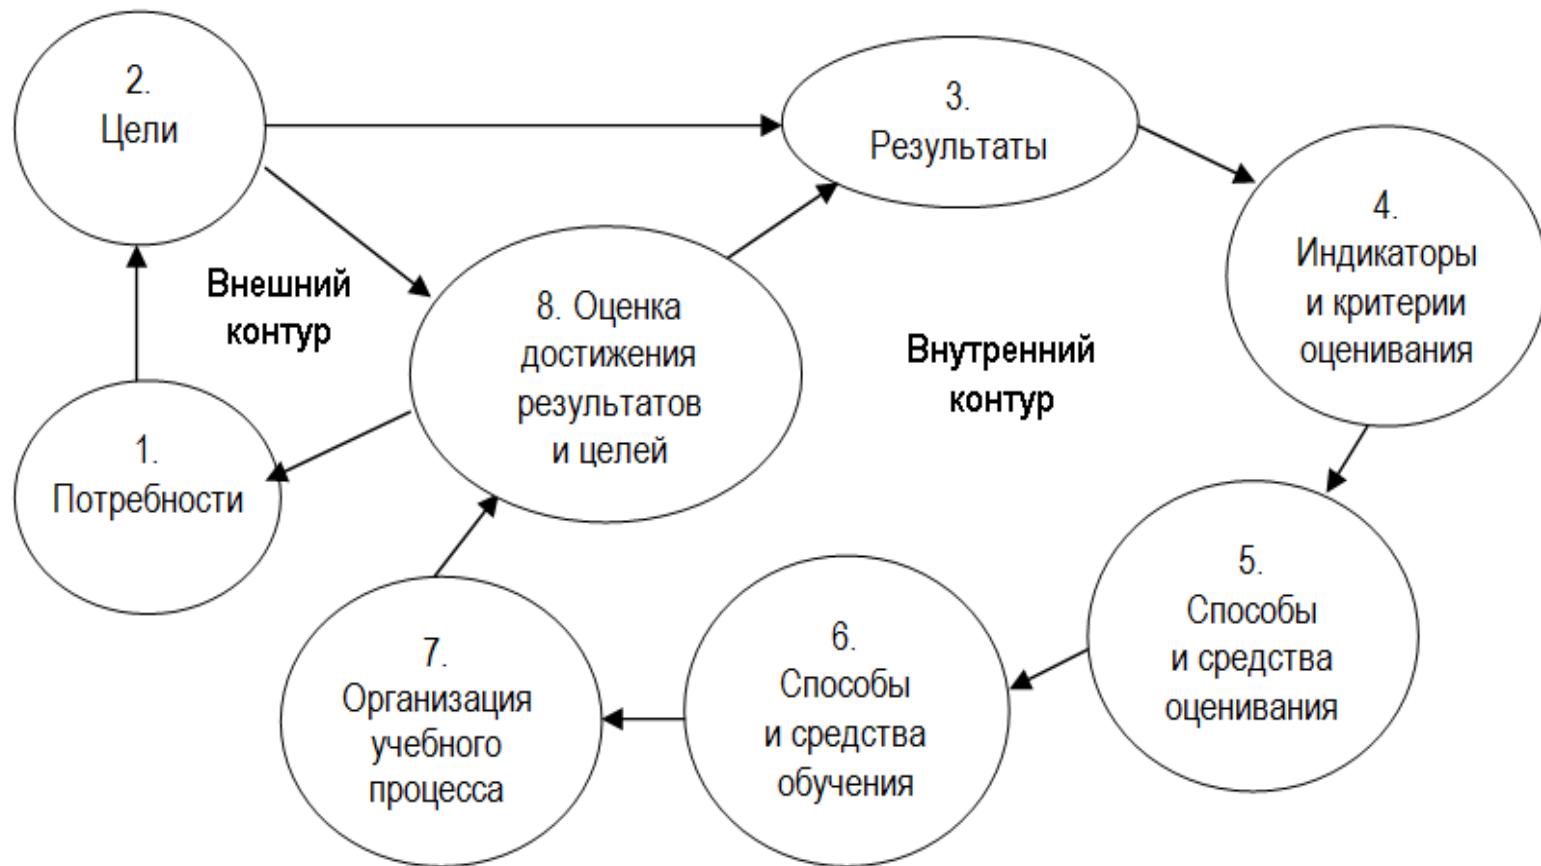 1.
Потребности
2.
Цели
3.
Результаты
4.
Индикаторы
и критерии
оценивания
5.
Способы
и средства
оценивания
6.
Способы
и средства
обучения
7.
Организация
учебного
процесса
8. Оценка
достижения
результатов
и целей
Внешний
контур
Внутренний
контур